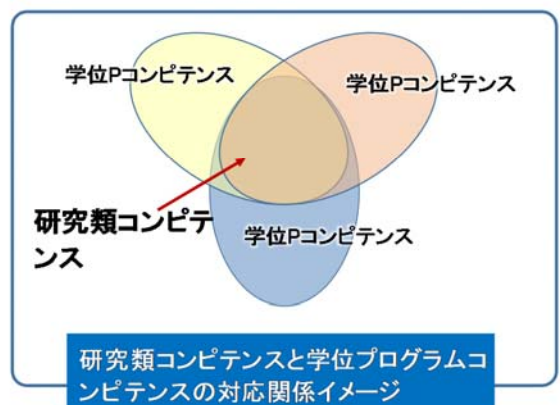 学位Pコンピテンス
学位Pコンピテンス
研究類コンピテ
ンス
学位Pコンピテンス
研究類コンピテンスと学位プログラムコ
ンピテンスの対応関係イメージ